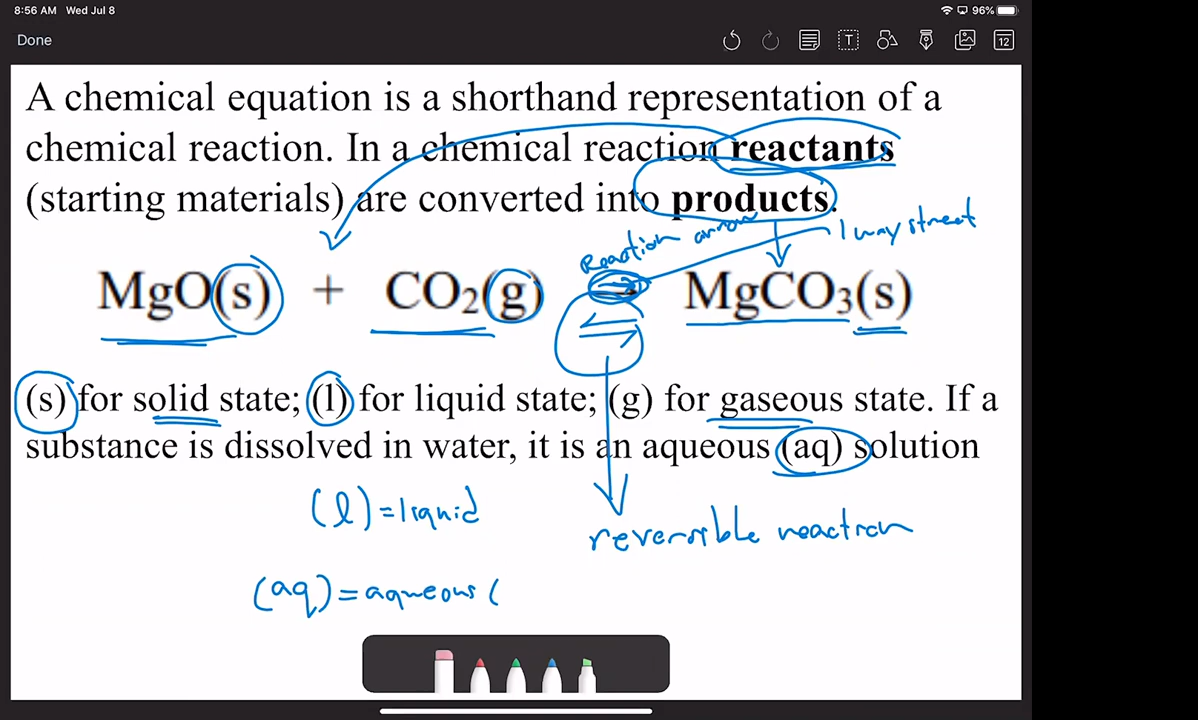 8:56 AM Wed Jul 8
96%
Done
T
12
A chemical equation is a shorthand representation of a
chemical reaction. In a chemical reaction reactants
(starting materials) are converted into products.
Reaction arrow
1 way street
MgO(s) + CO2(g) → MgCO3(s)
(s) for solid state; (l) for liquid state; (g) for gaseous state. If a
substance is dissolved in water, it is an aqueous (aq) solution
(l) = liquid
reversible reaction
(aq) = aqueous (